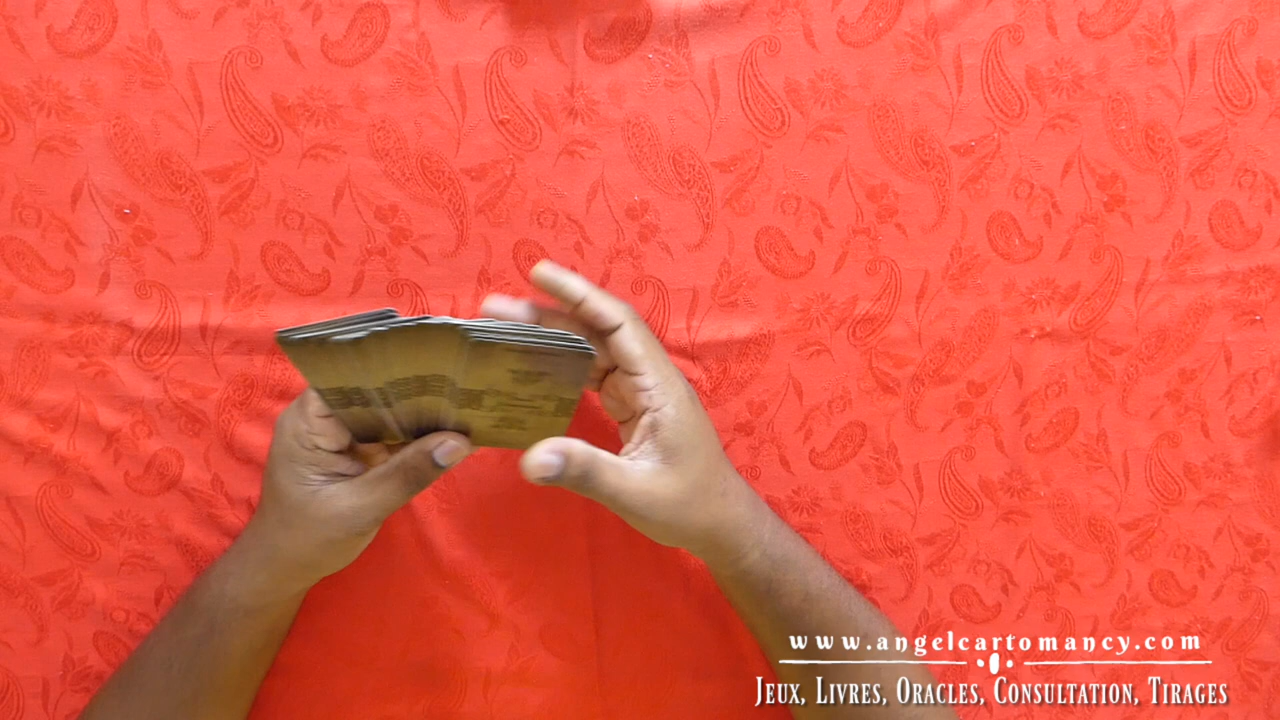 www.angelcartomancy.com
Jeux, Livres, Oracles, Consultation, Tirages